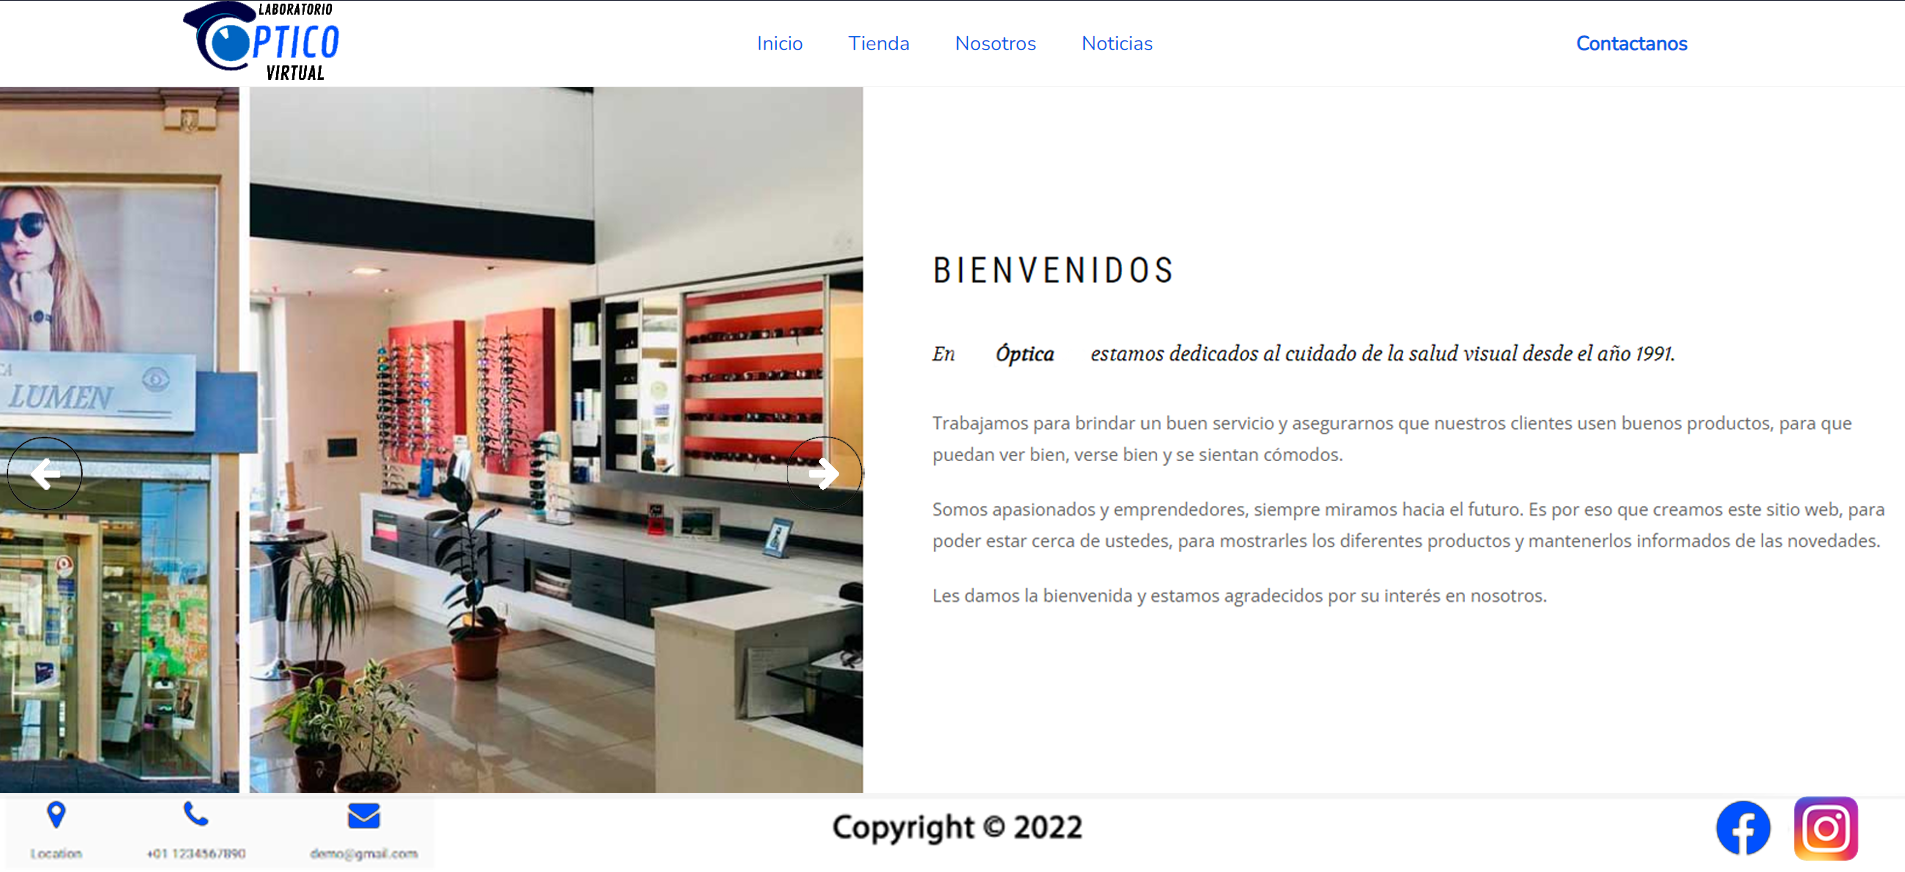 LABORATORIO
OPTICO
VIRTUAL
Inicio Tienda Nosotros Noticias Contactanos
LUMEN
BIENVENIDOS
En Óptica estamos dedicados al cuidado de la salud visual desde el año 1991.
Trabajamos para brindar un buen servicio y asegurarnos que nuestros clientes usen buenos productos, para que
puedan ver bien, verse bien y se sientan cómodos.
Somos apasionados y emprendedores, siempre miramos hacia el futuro. Es por eso que creamos este sitio web, para
poder estar cerca de ustedes, para mostrarles los diferentes productos y mantenerlos informados de las novedades.
Les damos la bienvenida y estamos agradecidos por su interés en nosotros.
Location +01 1234567890 demo@gmail.com
Copyright © 2022